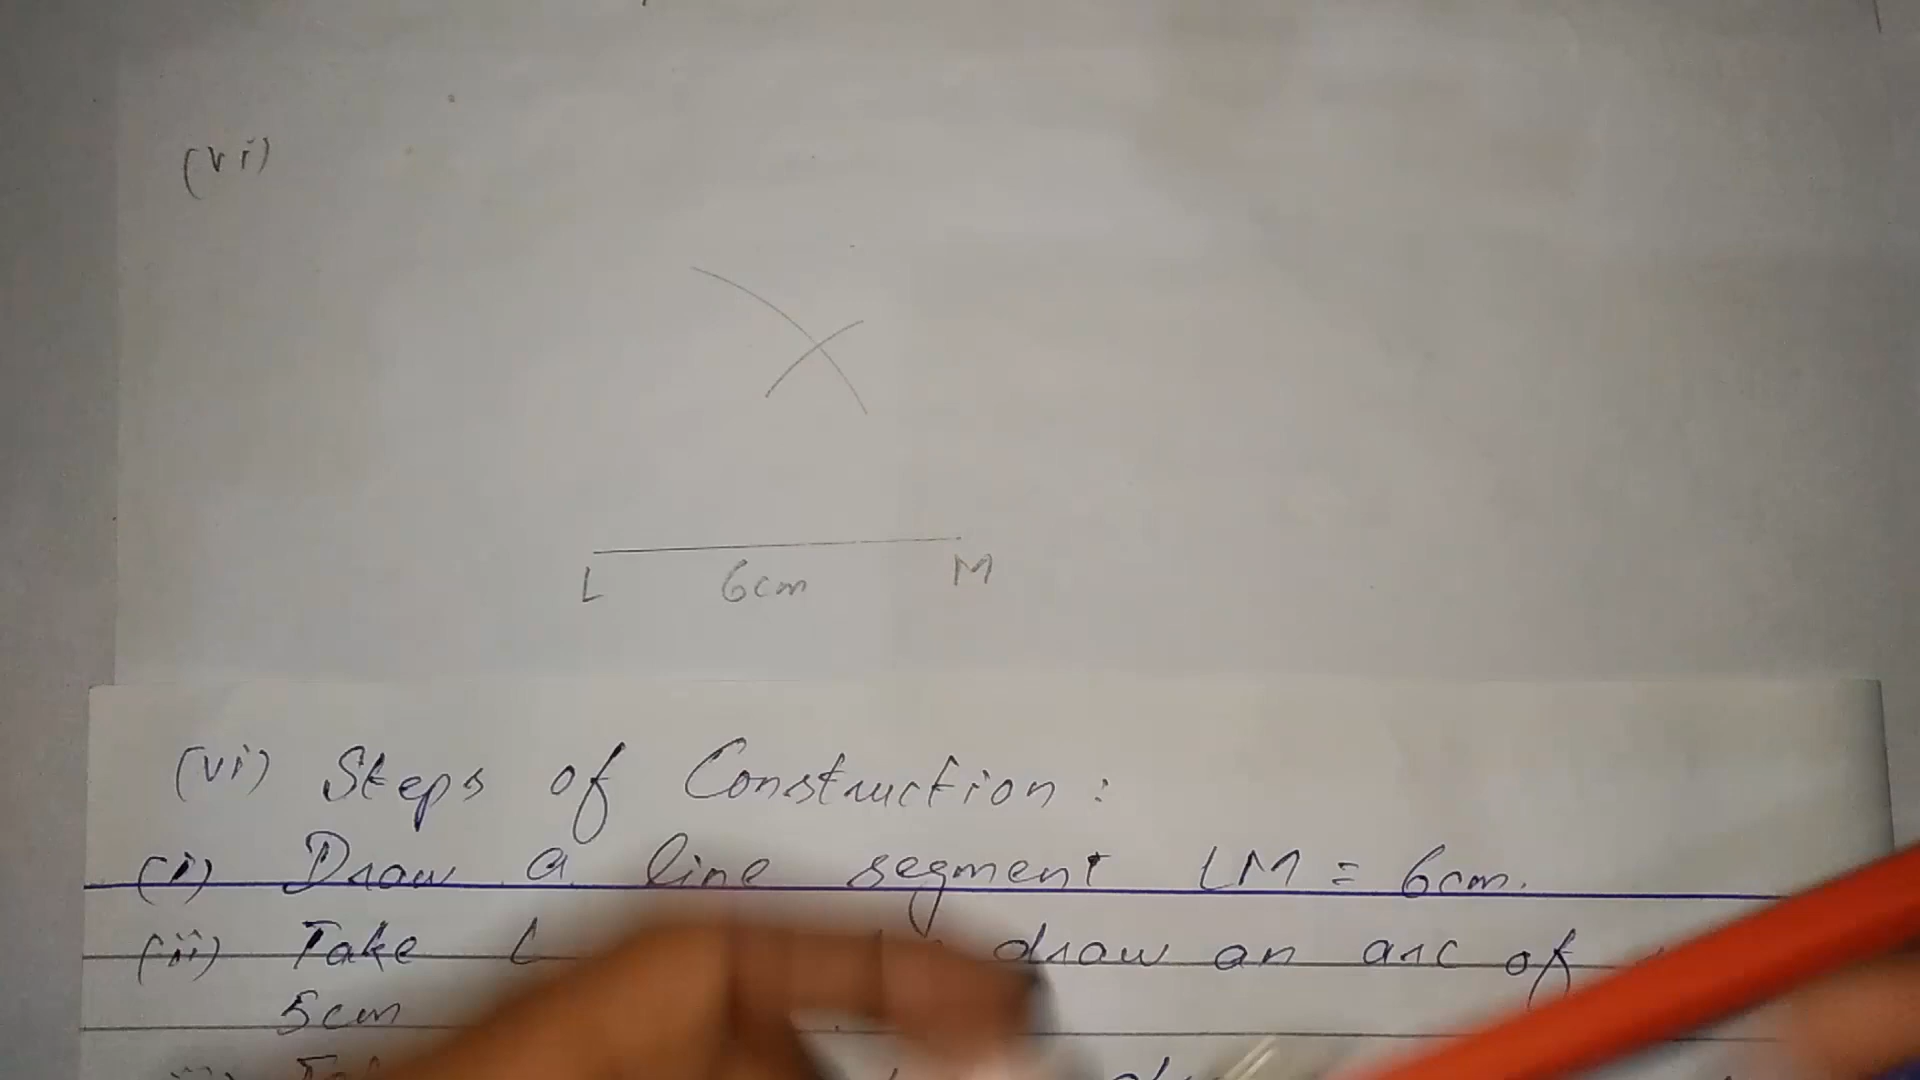 (vi)
L 6cm M
(vi) Steps of Construction :
(i) Draw a line segment LM = 6cm.
(ii) Take L draw an arc of
5cm